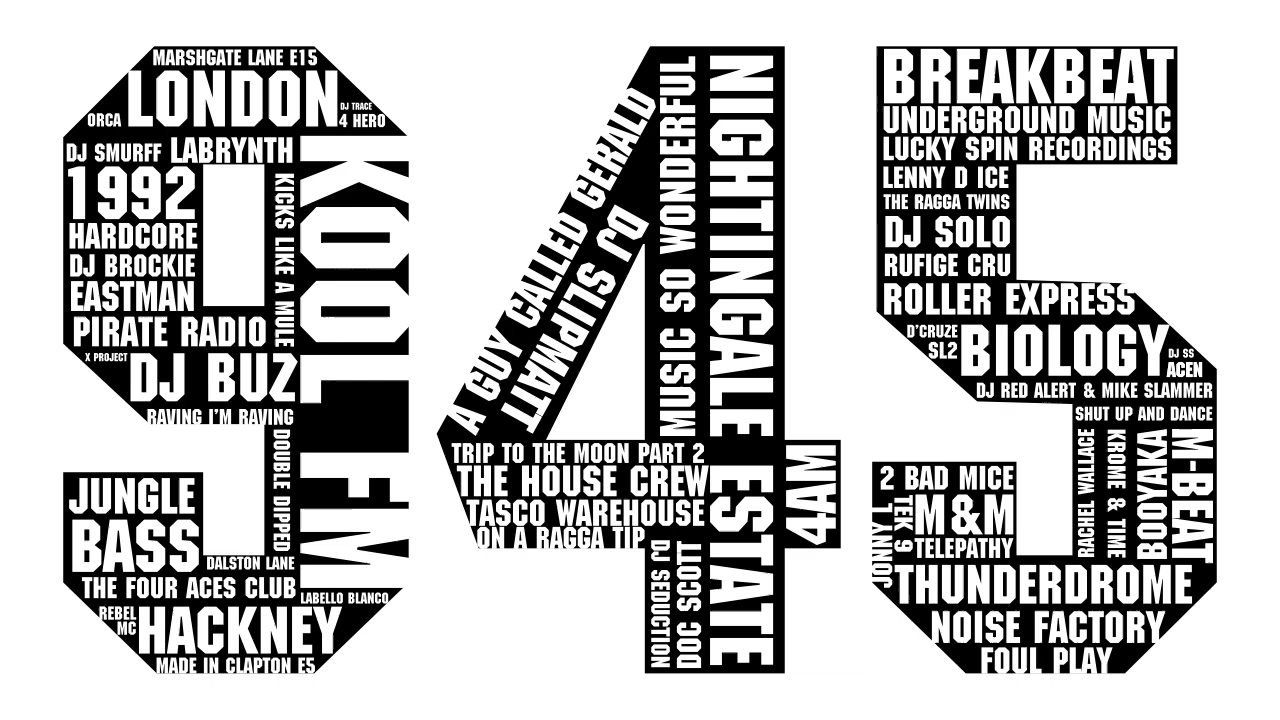 MARSHGATE LANE E15
LONDON
ORCA
DJ TRACE
4 HERO
DJ SMURFF LABRYNTH
1992
HARDCORE
DJ BROCKIE
EASTMAN
PIRATE RADIO
X PROJECT
DJ BUZ
RAVING I'M RAVING
KICKS LIKE A MULE
KOOL FM
DOUBLE DIPPED
JUNGLE
BASS
DALSTON LANE
THE FOUR ACES CLUB
LABELLO BLANCO
REBEL
MC
HACKNEY
MADE IN CLAPTON E5
A GUY CALLED GERALD
DJ SLIPMATT
MUSIC SO WONDERFUL
NIGHTINGALE ESTATE
TRIP TO THE MOON PART 2
THE HOUSE CREW
TASCO WAREHOUSE
ON A RAGGA TIP
4AM
DJ SEDUCTION
DOC SCOTT
BREAKBEAT
UNDERGROUND MUSIC
LUCKY SPIN RECORDINGS
LENNY D ICE
THE RAGGA TWINS
DJ SOLO
RUFIGE CRU
ROLLER EXPRESS
D'CRUZE
SL2
BIOLOGY
DJ SS
ACEN
DJ RED ALERT & MIKE SLAMMER
SHUT UP AND DANCE
RACHEL WALLACE
KROME & TIME
BOOYAKA
M-BEAT
2 BAD MICE
JONNY L
TEK 9
M&M
TELEPATHY
THUNDERDROME
NOISE FACTORY
FOUL PLAY